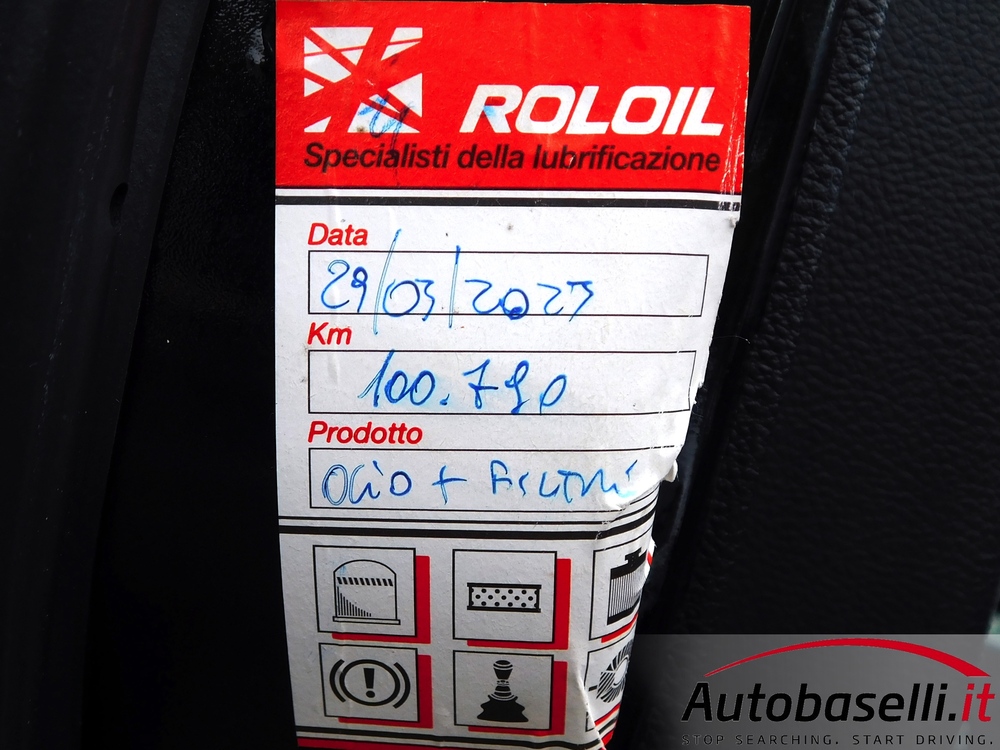 ROLOIL
Specialisti della lubrificazione
Data
29/03/2023
Km
100.790
Prodotto
OLIO + FILTRI
Autobaselli.it
STOP SEARCHING. START DRIVING.